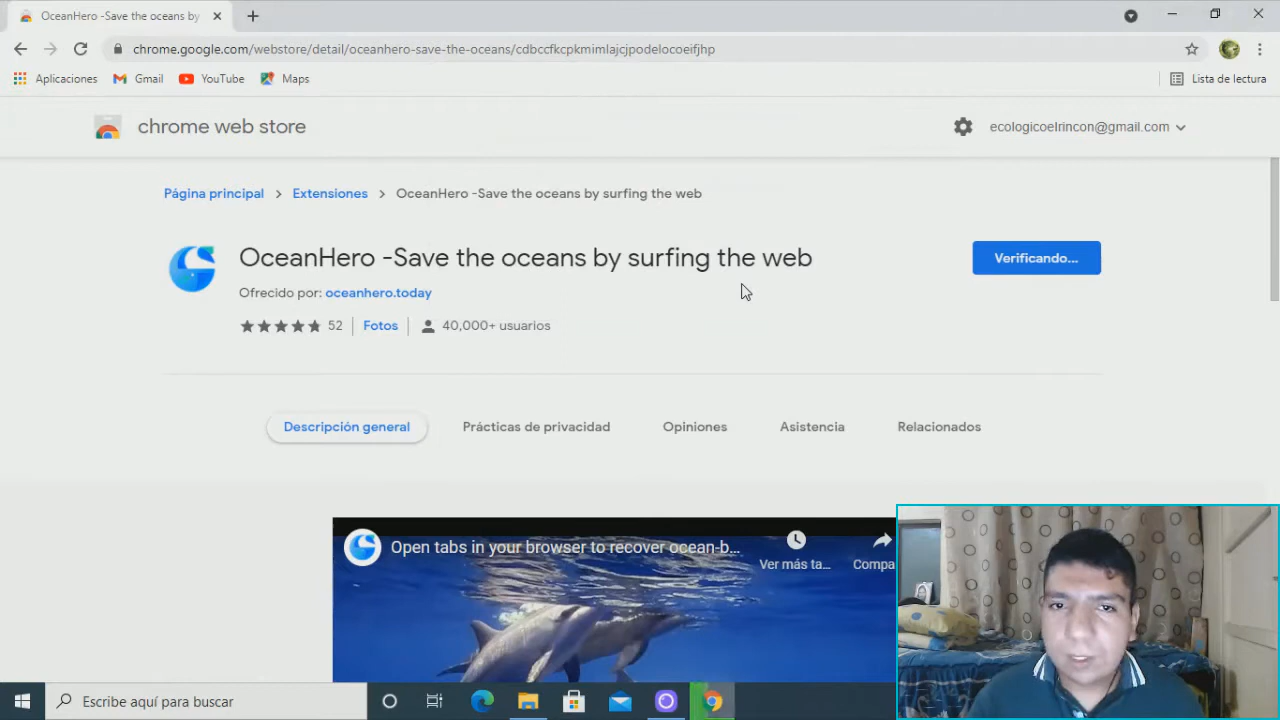 OceanHero -Save the oceans by
chrome.google.com/webstore/detail/oceanhero-save-the-oceans/cdbccfkcpkmimlajcjpodelocoeifjhp
Aplicaciones Gmail YouTube Maps Lista de lectura
chrome web store ecologicoelrincon@gmail.com
Página principal > Extensiones > OceanHero -Save the oceans by surfing the web
OceanHero -Save the oceans by surfing the web Verificando...
Ofrecido por: oceanhero.today
52 Fotos 40,000+ usuarios
Descripción general Prácticas de privacidad Opiniones Asistencia Relacionados
Open tabs in your browser to recover ocean-b...
Ver más ta... Compa
Escribe aquí para buscar